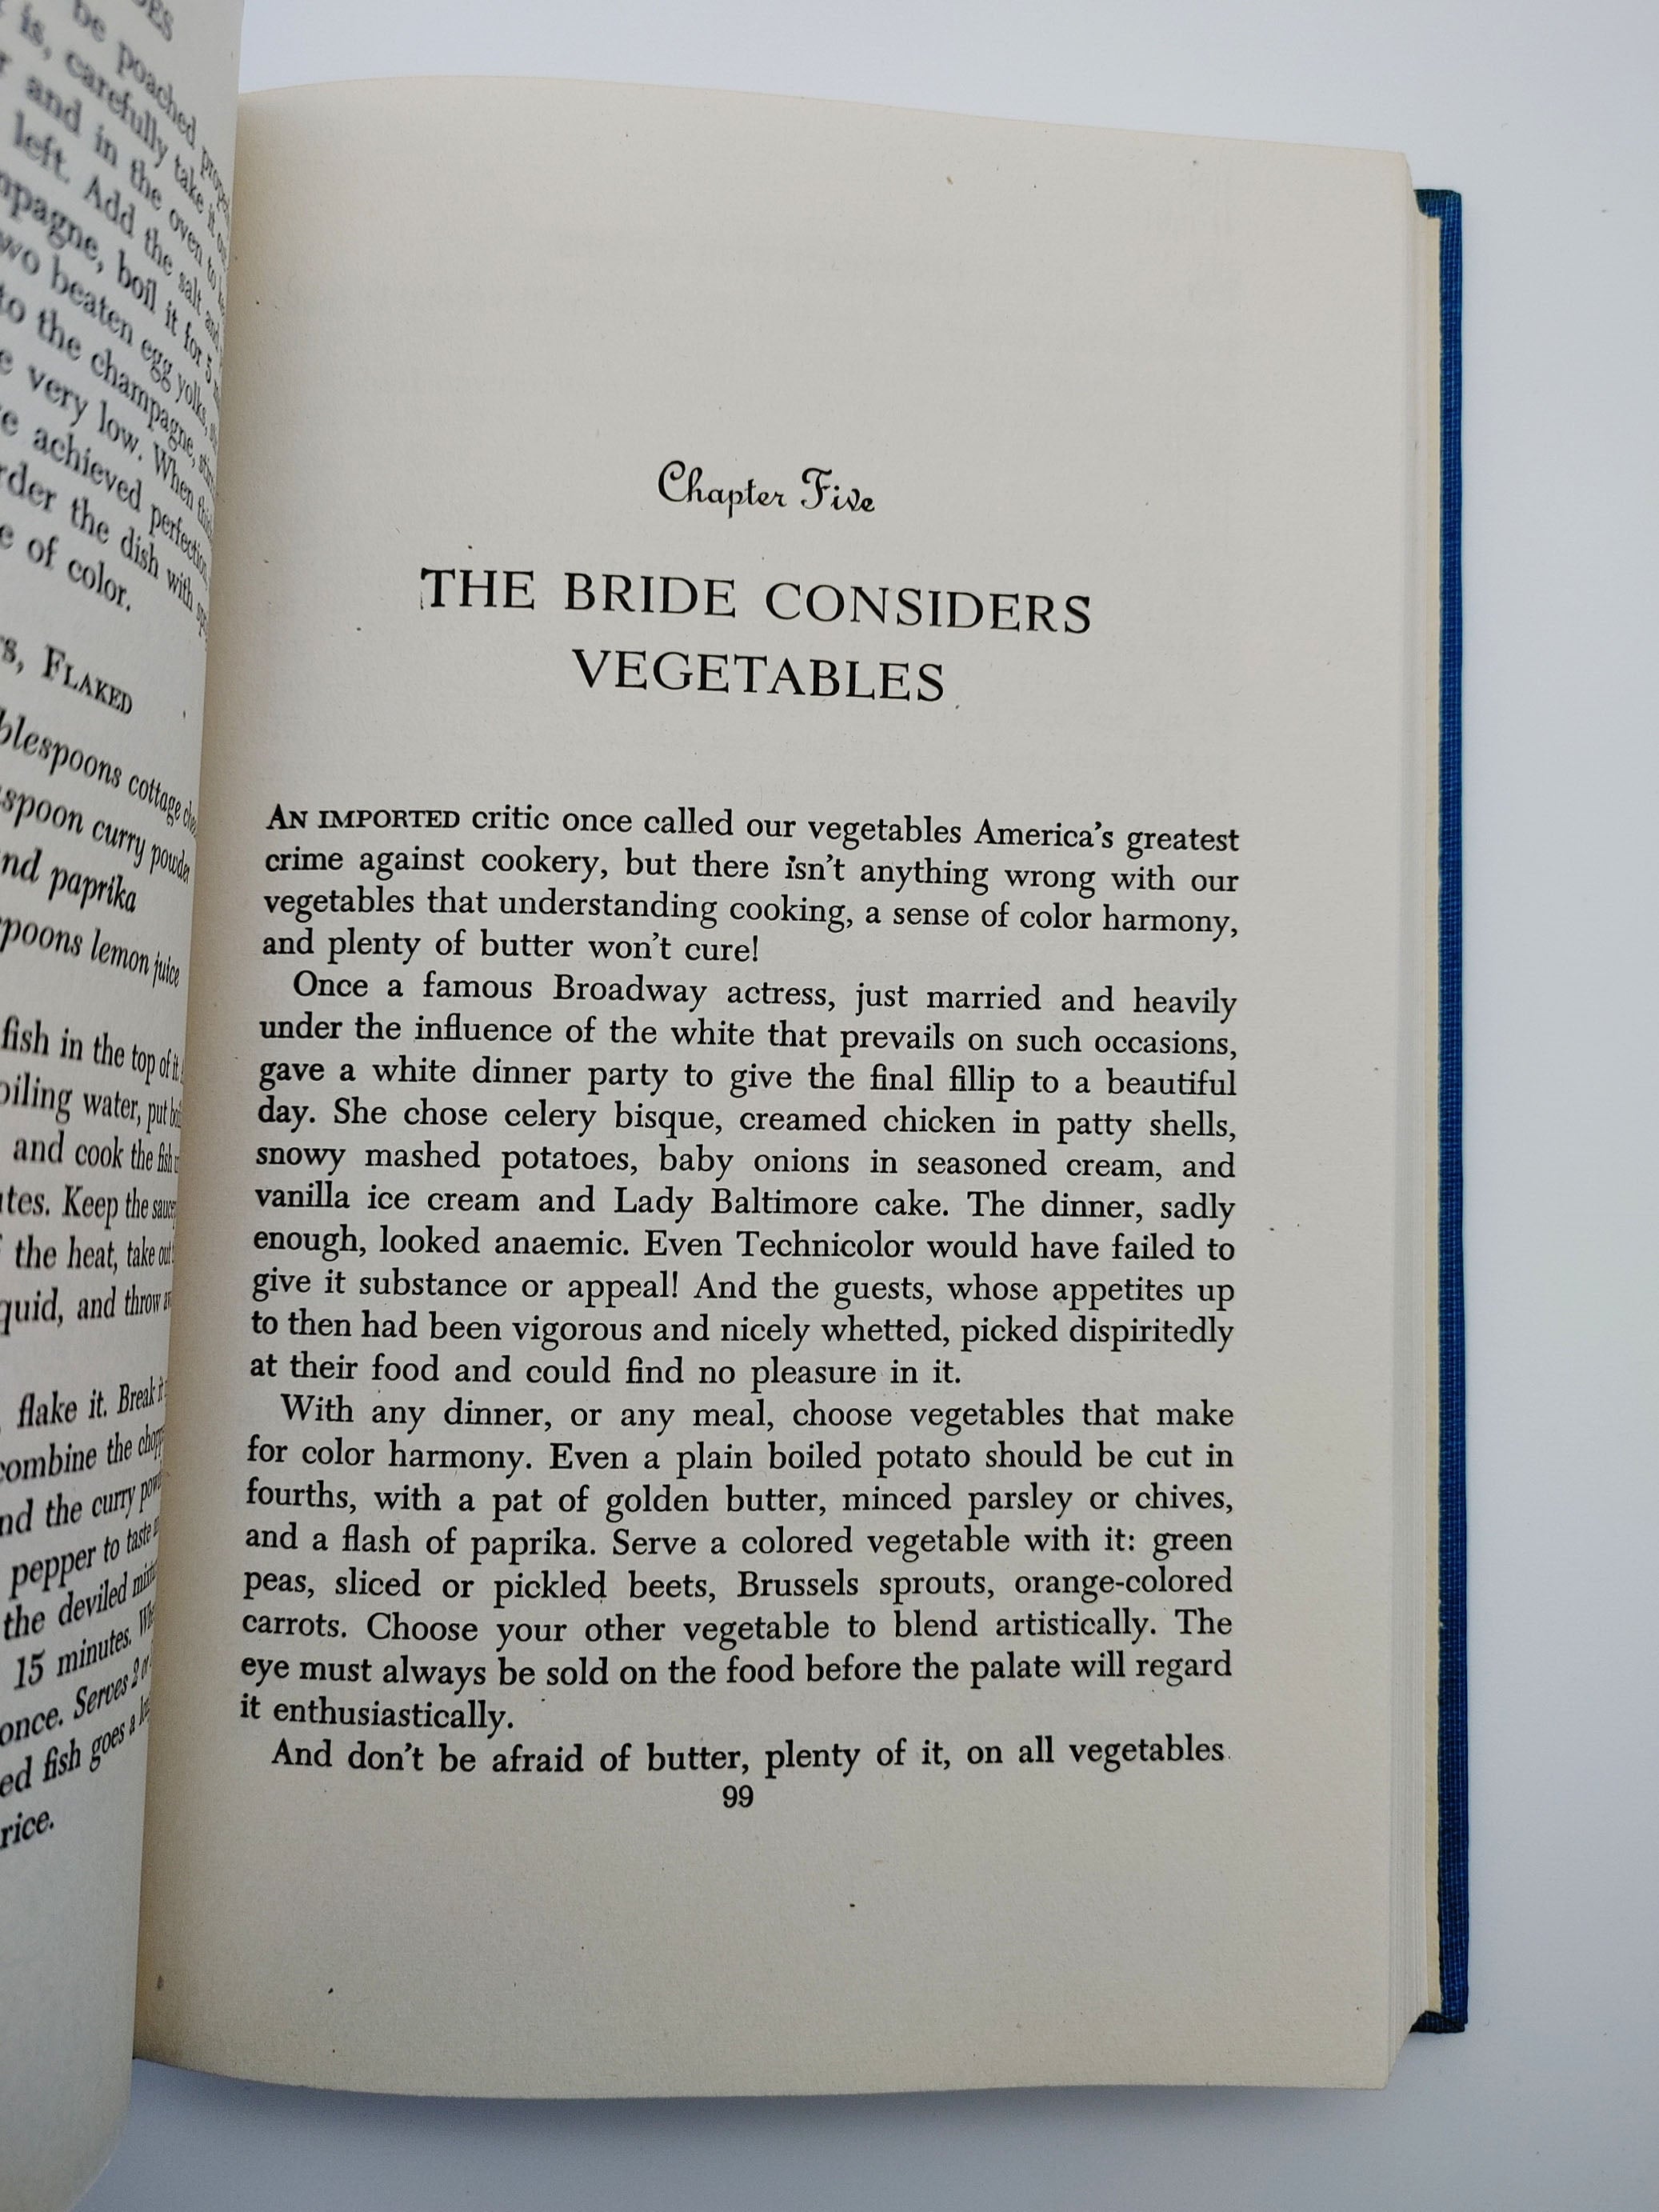 be poached
is, carefully take it
and in the oven to
left. Add the salt and
boil it for 5
beaten egg yolks,
to the champagne,
very low. When
achieved
the dish with
of color.
FLAKED
cottage
curry
paprika
lemon juice
fish in the top of it
water, put
and cook the fish
Keep the
the heat, take
and throw
flake it. Break it
combine the
the curry
pepper to taste
the deviled
15 minutes.
once. Serves 2 or
fish goes a
rice.
Chapter Five
THE BRIDE CONSIDERS
VEGETABLES
AN IMPORTED critic once called our vegetables America's greatest
crime against cookery, but there isn't anything wrong with our
vegetables that understanding cooking, a sense of color harmony,
and plenty of butter won't cure!
Once a famous Broadway actress, just married and heavily
under the influence of the white that prevails on such occasions,
gave a white dinner party to give the final fillip to a beautiful
day. She chose celery bisque, creamed chicken in patty shells,
snowy mashed potatoes, baby onions in seasoned cream, and
vanilla ice cream and Lady Baltimore cake. The dinner, sadly
enough, looked anaemic. Even Technicolor would have failed to
give it substance or appeal! And the guests, whose appetites up
to then had been vigorous and nicely whetted, picked dispiritedly
at their food and could find no pleasure in it.
With any dinner, or any meal, choose vegetables that make
for color harmony. Even a plain boiled potato should be cut in
fourths, with a pat of golden butter, minced parsley or chives,
and a flash of paprika. Serve a colored vegetable with it: green
peas, sliced or pickled beets, Brussels sprouts, orange-colored
carrots. Choose your other vegetable to blend artistically. The
eye must always be sold on the food before the palate will regard
it enthusiastically.
And don't be afraid of butter, plenty of it, on all vegetables
99